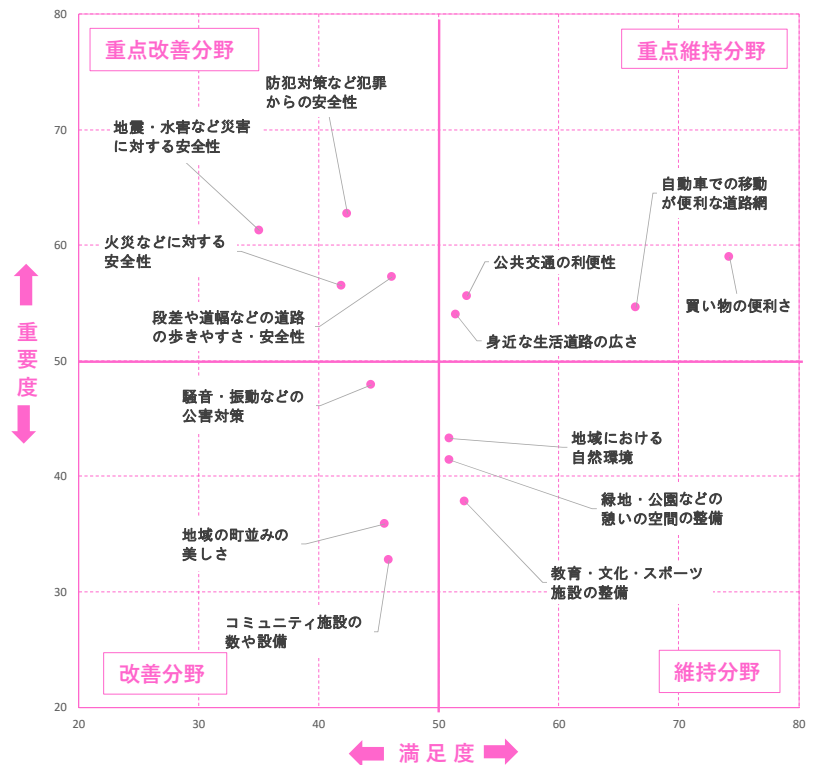 80
重点改善分野
重点維持分野
防犯対策など犯罪
からの安全性
地震・水害など災害
に対する安全性
70
自動車での移動
が便利な道路網
火災などに対する
安全性
60
公共交通の利便性
買い物の便利さ
段差や道幅などの道路
の歩きやすさ・安全性
身近な生活道路の広さ
重要度
50
騒音・振動などの
公害対策
地域における
自然環境
40
緑地・公園などの
憩いの空間の整備
地域の町並みの
美しさ
教育・文化・スポーツ
施設の整備
30
コミュニティ施設の
数や設備
改善分野
維持分野
20
20 30 40 50 60 70 80
満足度